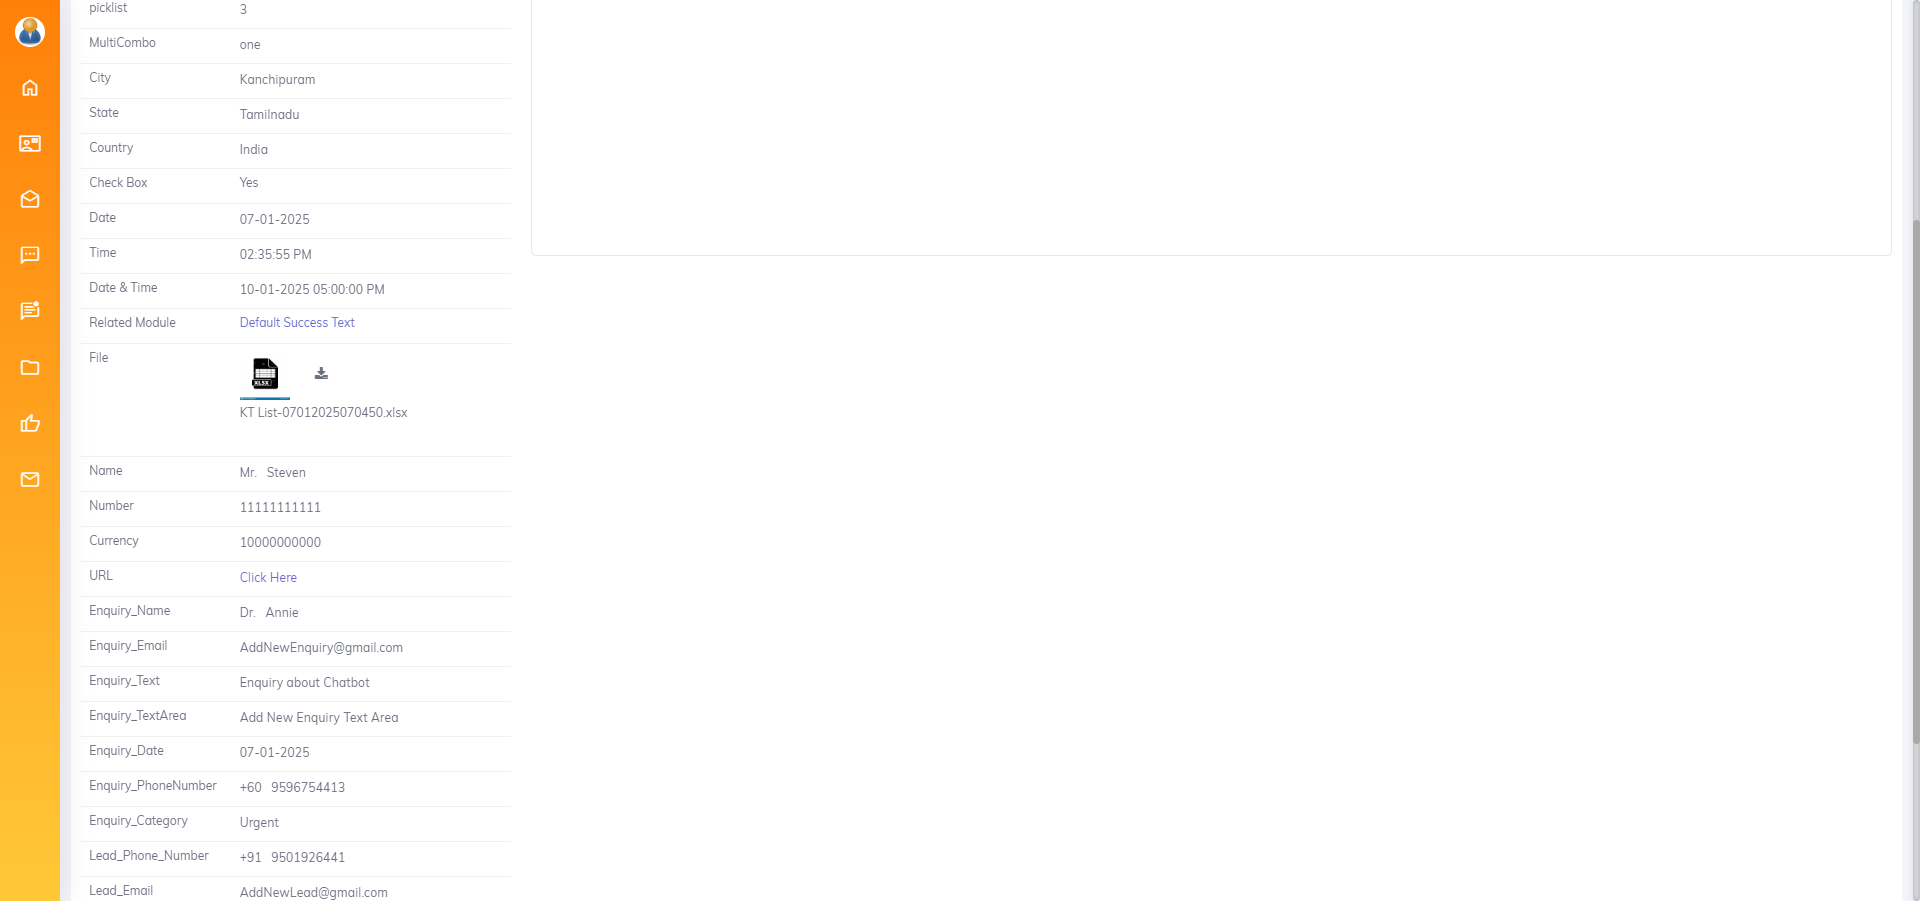 picklist 3
MultiCombo one
City Kanchipuram
State Tamilnadu
Country India
Check Box Yes
Date 07-01-2025
Time 02:35:55 PM
Date & Time 10-01-2025 05:00:00 PM
Related Module Default Success Text
File
XLSX
KT List-07012025070450.xlsx
Name Mr. Steven
Number 11111111111
Currency 10000000000
URL Click Here
Enquiry_Name Dr. Annie
Enquiry_Email AddNewEnquiry@gmail.com
Enquiry_Text Enquiry about Chatbot
Enquiry_TextArea Add New Enquiry Text Area
Enquiry_Date 07-01-2025
Enquiry_PhoneNumber +60 9596754413
Enquiry_Category Urgent
Lead_Phone_Number +91 9501926441
Lead_Email AddNewLead@gmail.com